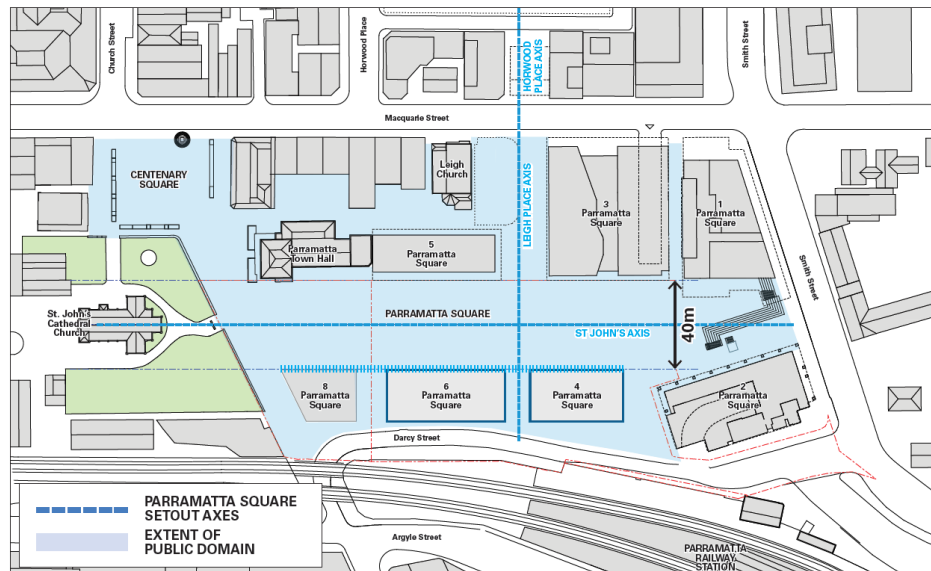 Church Street
Horwood Place
HORWOOD
PLACE AXIS
Smith Street
Macquarie Street
CENTENARY
SQUARE
Leigh
Church
LEIGH PLACE AXIS
3
Parramatta
Square
1
Parramatta
Square
Parramatta
Town Hall
5
Parramatta
Square
Smith Street
St. John's
Cathedral
Church
PARRAMATTA SQUARE
ST JOHN'S AXIS
40m
8
Parramatta
Square
6
Parramatta
Square
4
Parramatta
Square
2
Parramatta
Square
Darcy Street
PARRAMATTA SQUARE
SETOUT AXES
EXTENT OF
PUBLIC DOMAIN
Argyle Street
PARRAMATTA
RAILWAY
STATION